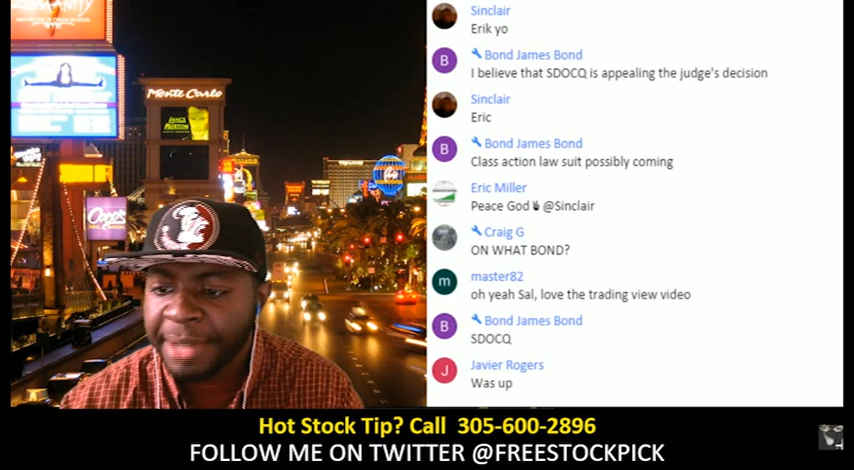 MANITY
Monte Carlo
LANCE
BURTON
Sinclair
Erik yo
B
Bond James Bond
I believe that SDOCQ is appealing the judge's decision
Sinclair
Eric
B
Bond James Bond
Class action law suit possibly coming
Eric Miller
Peace God @Sinclair
Craig G
ON WHAT BOND?
m
master82
oh yeah Sal, love the trading view video
B
Bond James Bond
SDOCQ
J
Javier Rogers
Was up
Hot Stock Tip? Call 305-600-2896
FOLLOW ME ON TWITTER @FREESTOCKPICK